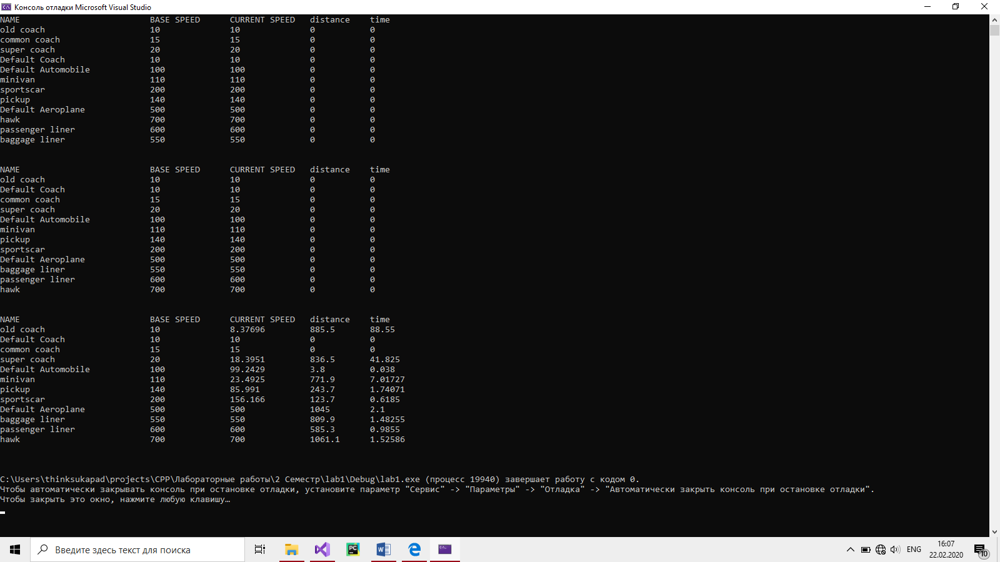 Консоль отладки Microsoft Visual Studio
NAME BASE SPEED CURRENT SPEED distance time
old coach 10 10 0 0
common coach 15 15 0 0
super coach 20 20 0 0
Default Coach 10 10 0 0
Default Automobile 100 100 0 0
minivan 110 110 0 0
sportscar 200 200 0 0
pickup 140 140 0 0
Default Aeroplane 500 500 0 0
hawk 700 700 0 0
passenger liner 600 600 0 0
baggage liner 550 550 0 0
NAME BASE SPEED CURRENT SPEED distance time
old coach 10 10 0 0
Default Coach 10 10 0 0
common coach 15 15 0 0
super coach 20 20 0 0
Default Automobile 100 100 0 0
minivan 110 110 0 0
pickup 140 140 0 0
sportscar 200 200 0 0
Default Aeroplane 500 500 0 0
baggage liner 550 550 0 0
passenger liner 600 600 0 0
hawk 700 700 0 0
NAME BASE SPEED CURRENT SPEED distance time
old coach 10 8.37696 885.5 88.55
Default Coach 10 10 0 0
common coach 15 15 0 0
super coach 20 18.3951 836.5 41.825
Default Automobile 100 99.2429 3.8 0.038
minivan 110 23.4925 771.9 7.01727
pickup 140 85.991 243.7 1.74071
sportscar 200 156.166 123.7 0.6185
Default Aeroplane 500 500 1045 2.1
baggage liner 550 550 809.9 1.48255
passenger liner 600 600 585.3 0.9855
hawk 700 700 1061.1 1.52586
C:\Users\thinksukapad\projects\CPP\Лабораторные работы\2 Семестр\lab1\Debug\lab1.exe (процесс 19940) завершает работу с кодом 0.
Чтобы автоматически закрывать консоль при остановке отладки, установите параметр "Сервис" -> "Параметры" -> "Отладка" -> "Автоматически закрыть консоль при остановке отладки".
Чтобы закрыть это окно, нажмите любую клавишу…
Введите здесь текст для поиска
PC
W
ENG
16:07
22.02.2020
10